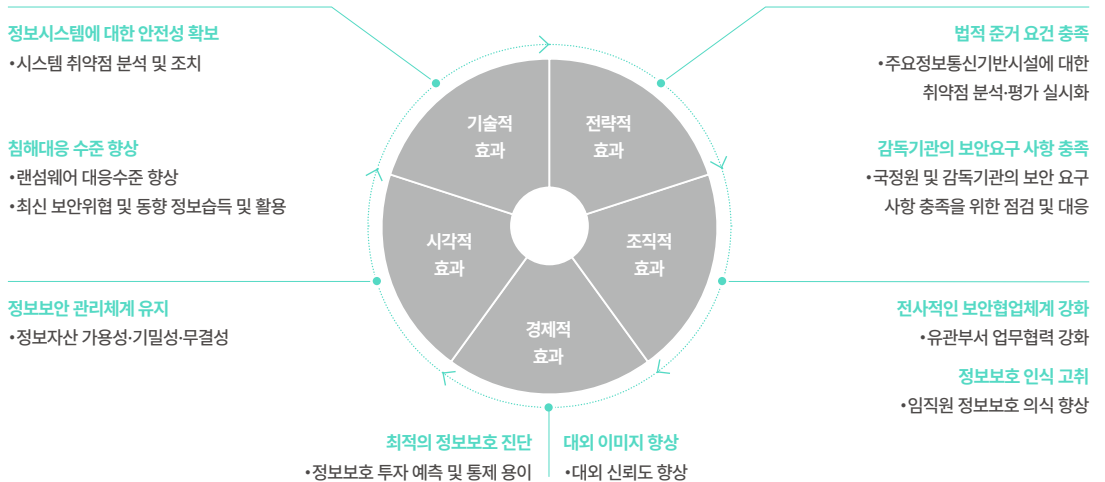 정보시스템에 대한 안전성 확보
•시스템 취약점 분석 및 조치
침해대응 수준 향상
•랜섬웨어 대응수준 향상
•최신 보안위협 및 동향 정보습득 및 활용
정보보안 관리체계 유지
•정보자산 가용성·기밀성·무결성
기술적
효과
전략적
효과
시각적
효과
조직적
효과
경제적
효과
법적 준거 요건 충족
•주요정보통신기반시설에 대한
취약점 분석·평가 실시화
감독기관의 보안요구 사항 충족
•국정원 및 감독기관의 보안 요구
사항 충족을 위한 점검 및 대응
전사적인 보안협업체계 강화
•유관부서 업무협력 강화
정보보호 인식 고취
•임직원 정보보호 의식 향상
최적의 정보보호 진단
•정보보호 투자 예측 및 통제 용이
대외 이미지 향상
•대외 신뢰도 향상